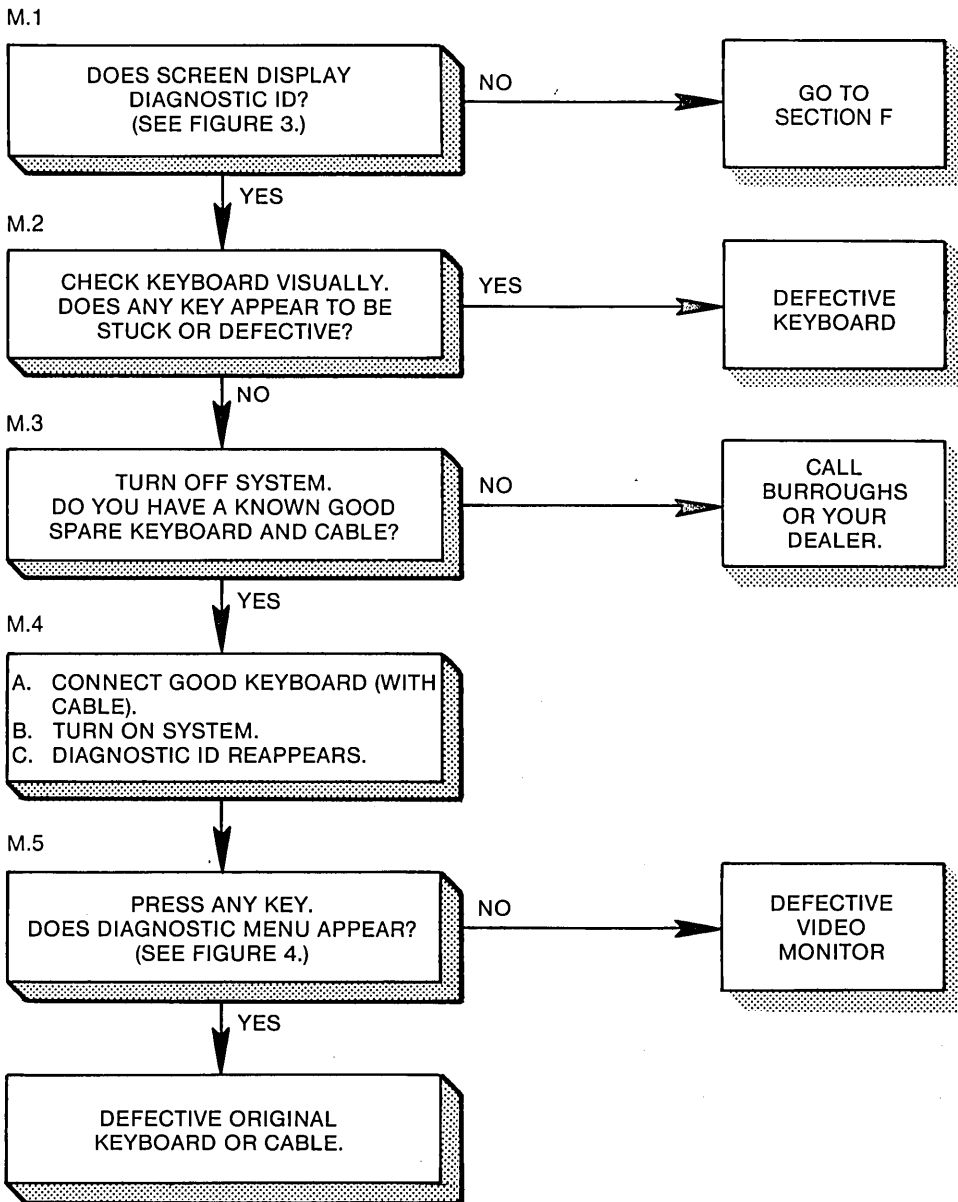 M.1
DOES SCREEN DISPLAY
DIAGNOSTIC ID?
(SEE FIGURE 3.)
NO
GO TO
SECTION F
YES
M.2
CHECK KEYBOARD VISUALLY.
DOES ANY KEY APPEAR TO BE
STUCK OR DEFECTIVE?
YES
DEFECTIVE
KEYBOARD
NO
M.3
TURN OFF SYSTEM.
DO YOU HAVE A KNOWN GOOD
SPARE KEYBOARD AND CABLE?
NO
CALL
BURROUGHS
OR YOUR
DEALER.
YES
M.4
A. CONNECT GOOD KEYBOARD (WITH
CABLE).
B. TURN ON SYSTEM.
C. DIAGNOSTIC ID REAPPEARS.
M.5
PRESS ANY KEY.
DOES DIAGNOSTIC MENU APPEAR?
(SEE FIGURE 4.)
NO
DEFECTIVE
VIDEO
MONITOR
YES
DEFECTIVE ORIGINAL
KEYBOARD OR CABLE.